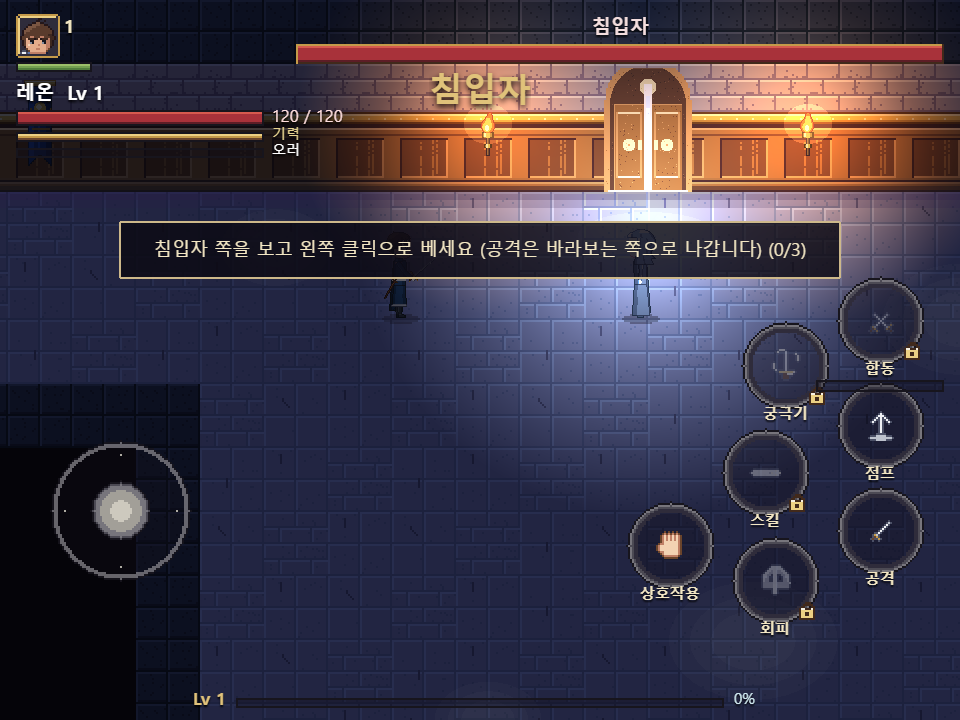 1
침입자
레온 Lv 1
침입자
120 / 120
기력
오러
침입자 쪽을 보고 왼쪽 클릭으로 베세요 (공격은 바라보는 쪽으로 나갑니다) (0/3)
합동
궁극기
점프
스킬
공격
상호작용
회피
Lv 1
0%